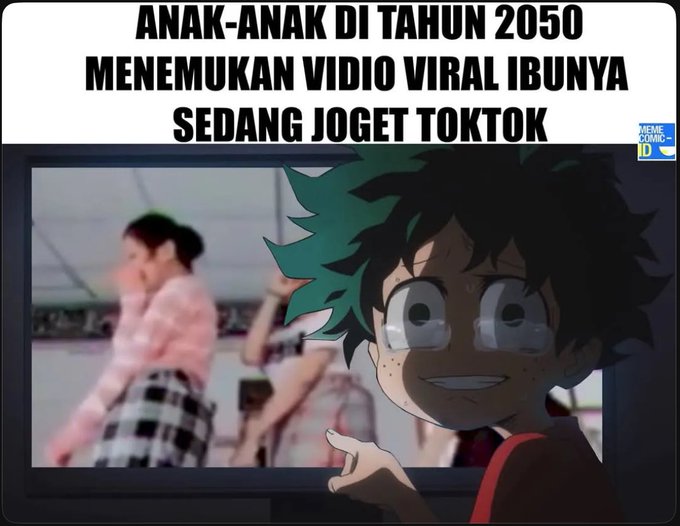 ANAK-ANAK DI TAHUN 2050
MENEMUKAN VIDIO VIRAL IBUNYA
SEDANG JOGET TOKTOK
MEME
COMIC -
ID